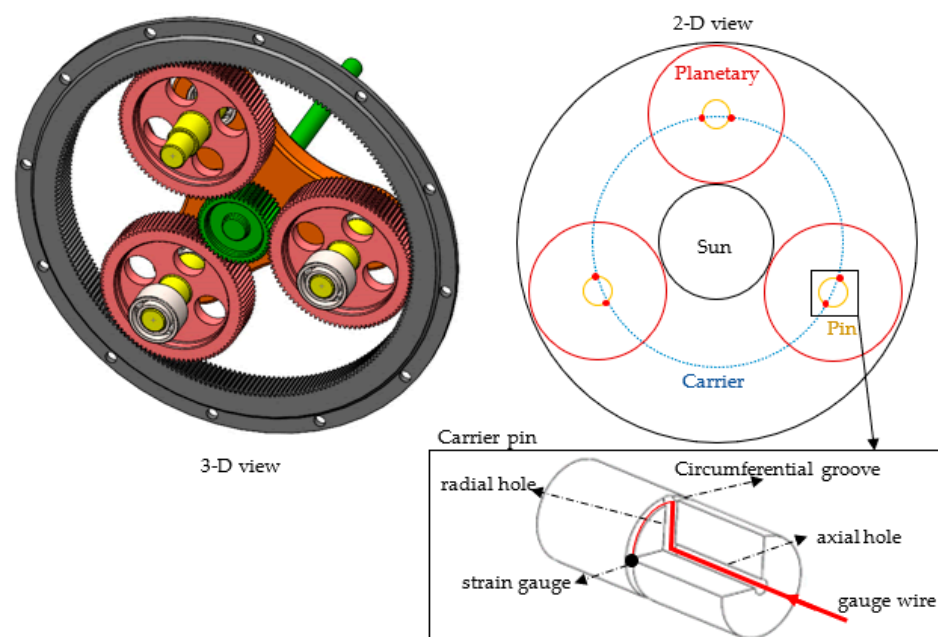 2-D view
Planetary
Sun
Pin
Carrier
3-D view
Carrier pin
Circumferential groove
radial hole
axial hole
strain gauge
gauge wire